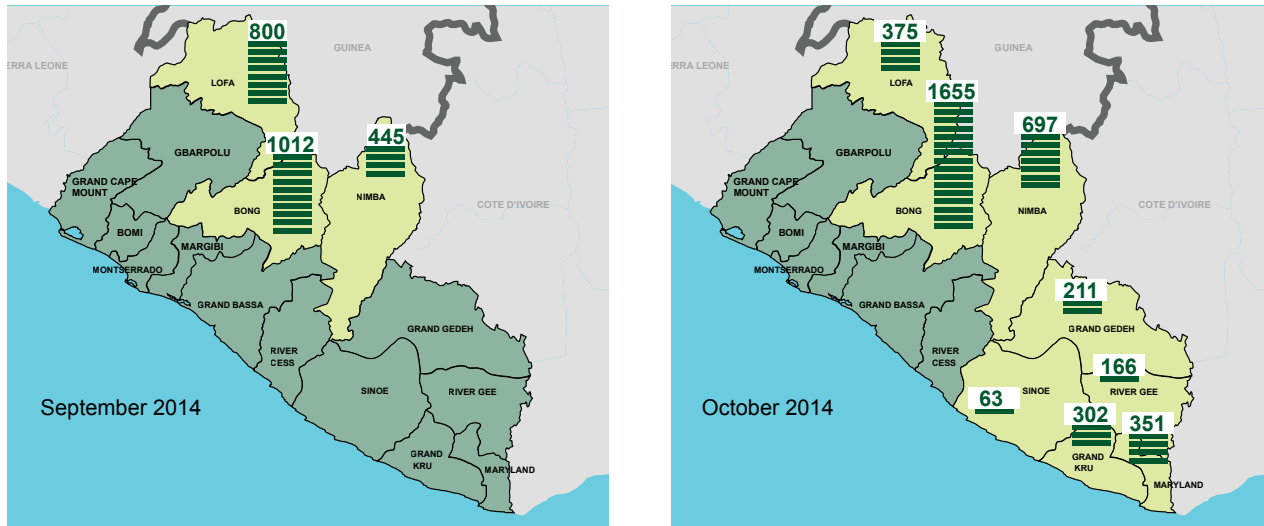 800
GUINEA
ERRA LEONE
LOFA
1012
445
GBARPOLU
GRAND CAPE
MOUNT
NIMBA
COTE D'IVOIRE
BONG
BOMI
MARGIBI
MONTSERRADO
GRAND BASSA
GRAND GEDEH
RIVER
CESS
SINOE
RIVER GEE
September 2014
GRAND
KRU
MARYLAND
375
GUINEA
ERRA LEONE
LOFA
1655
697
GBARPOLU
GRAND CAPE
MOUNT
COTE D'IVOIRE
BONG
NIMBA
BOMI
MARGIBI
MONTSERRADO
211
GRAND BASSA
GRAND GEDEH
RIVER
CESS
166
SINOE
RIVER GEE
63
October 2014
302
351
GRAND
KRU
MARYLAND